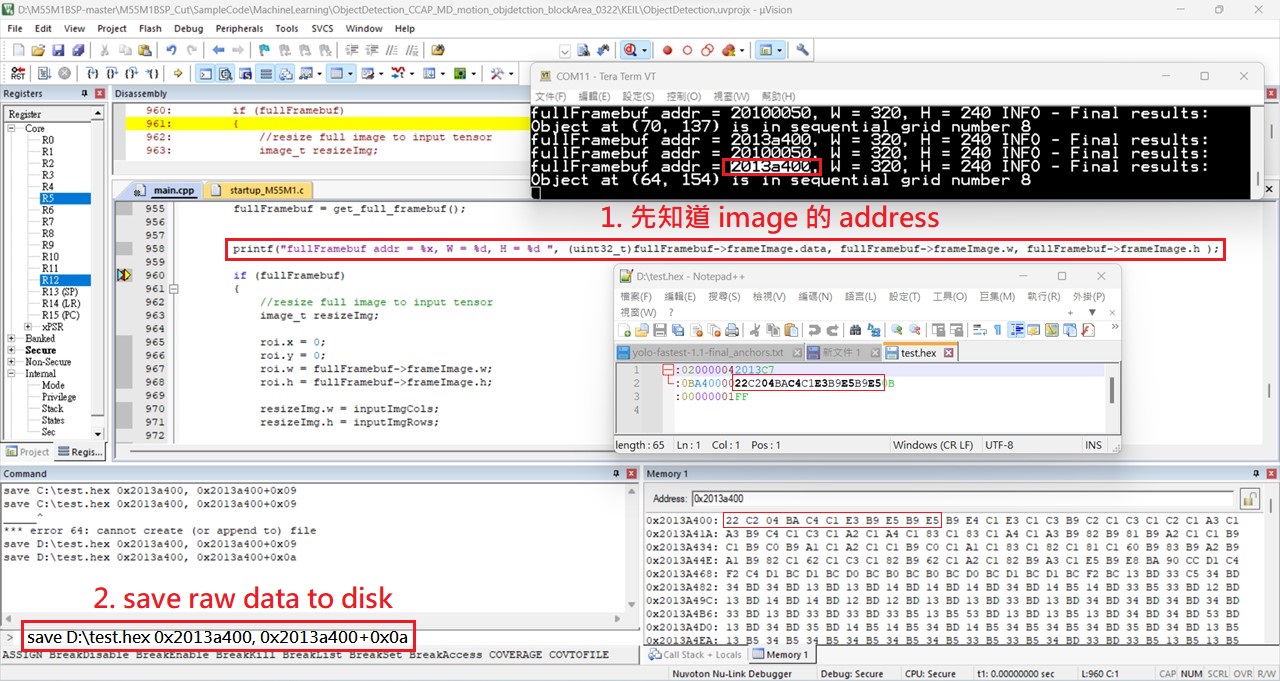 D:\M55M1BSP-master\M55M1BSP_Cut\SampleCode\MachineLearning\ObjectDetection_CCAP_MD_motion_objdetction_blockArea_0322\KEIL\ObjectDetection.uvprojx - µVision
File Edit View Project Flash Debug Peripherals Tools SVCS Window Help
Registers
Register
Core
R0
R1
R2
R3
R4
R5
R6
R7
R8
R9
R10
R11
R12
R13 (SP)
R14 (LR)
R15 (PC)
xPSR
Banked
Secure
Non-Secure
Internal
Mode
Privilege
Stack
States
Sec
Project Regis...
Disassembly
960: if (fullFramebuf)
961: {
962: //resize full image to input tensor
963: image_t resizeImg;
main.cpp startup_M55M1.c
955 fullFramebuf = get_full_framebuf();
956
957
958 printf("fullFramebuf addr = %x, W = %d, H = %d ", (uint32_t)fullFramebuf->frameImage.data, fullFramebuf->frameImage.w, fullFramebuf->frameImage.h );
959
960 if (fullFramebuf)
961 {
962 //resize full image to input tensor
963 image_t resizeImg;
964
965 roi.x = 0;
966 roi.y = 0;
967 roi.w = fullFramebuf->frameImage.w;
968 roi.h = fullFramebuf->frameImage.h;
969
970 resizeImg.w = inputImgCols;
971 resizeImg.h = inputImgRows;
972
COM11 - Tera Term VT
文件(F) 編輯(E) 設定(S) 控制(O) 視窗(W) 幫助(H)
fullFramebuf addr = 20100050, W = 320, H = 240 INFO - Final results:
Object at (70, 137) is in sequential grid number 8
fullFramebuf addr = 2013a400, W = 320, H = 240 INFO - Final results:
fullFramebuf addr = 20100050, W = 320, H = 240 INFO - Final results:
fullFramebuf addr = 2013a400, W = 320, H = 240 INFO - Final results:
Object at (64, 154) is in sequential grid number 8
1. 先知道 image 的 address
D:\test.hex - Notepad++
檔案(F) 編輯(E) 搜尋(S) 檢視(V) 編碼(N) 語言(L) 設定(T) 工具(O) 巨集(M) 執行(R) 外掛(P)
視窗(W) ?
yolo-fastest-1.1-final_anchors.txt 新文件 1 test.hex
1 :020000042013C7
2 :0BA4000022C204BAC4C1E3B9E5B9E50B
3 :00000001FF
4
length : 65 Ln : 1 Col : 1 Pos : 1 Windows (CR LF) UTF-8 INS
Command
save C:\test.hex 0x2013a400, 0x2013a400+0x09
save C:\test.hex 0x2013a400, 0x2013a400+0x09
_____^
*** error 64: cannot create (or append to) file
save D:\test.hex 0x2013a400, 0x2013a400+0x09
save D:\test.hex 0x2013a400, 0x2013a400+0x0a
2. save raw data to disk
> save D:\test.hex 0x2013a400, 0x2013a400+0x0a
ASSIGN BreakDisable BreakEnable BreakKill BreakList BreakSet BreakAccess COVERAGE COVTOFILE
Memory 1
Address: 0x2013a400
0x2013A400: 22 C2 04 BA C4 C1 E3 B9 E5 B9 E5 B9 E4 C1 E3 C1 C3 B9 C2 C1 C3 C1 C2 C1 A3 C1
0x2013A41A: A3 B9 C4 C1 C3 C1 A2 C1 A4 C1 83 C1 83 C1 A4 C1 A3 B9 82 B9 81 B9 A2 C1 C1 B9
0x2013A434: C1 B9 C0 B9 A1 C1 A2 C1 C1 B9 C0 C1 A1 C1 83 C1 82 C1 81 C1 60 B9 83 B9 A2 B9
0x2013A44E: A1 B9 82 C1 62 C1 C3 C1 82 B9 62 C1 A2 C1 82 B9 A3 C1 E5 B9 E8 BA 90 CC D1 C4
0x2013A468: F2 C4 D1 BC D1 BC D0 BC B0 BC B0 BC D0 BC D1 BC D1 BC F2 BC 13 BD 33 C5 34 BD
0x2013A482: 34 BD 34 BD 13 BD 34 BD 14 BD 14 BD 34 BD 14 B5 14 BD 33 B5 33 BD 12 BD
0x2013A49C: 13 BD 14 BD 14 BD 12 BD 12 BD 13 BD 13 BD 33 BD 13 BD 13 BD 34 BD 34 BD
0x2013A4B6: 33 BD 13 BD 13 BD 33 BD 33 B5 13 B5 53 BD 13 BD 13 B5 34 BD 34 BD 53 BD
0x2013A4D0: 13 BD 14 BD 35 BD 14 B5 14 BD 34 BD 13 BD 34 BD 13 B5 35 BD 34 BD 34 B5
0x2013A4EA: 13 B5 34 B5 34 BD 34 B5 34 B5 33 B5 34 B5 34 BD 34 B5 33 BD 13 B5 13 B5
Call Stack + Locals Memory 1
Nuvoton Nu-Link Debugger Debug: Secure CPU: Secure t1: 0.00000000 sec L:960 C:1 CAP NUM SCRL OVR R/W